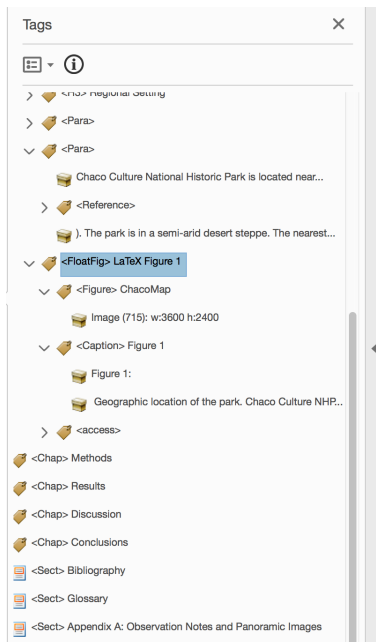 Tags
<H3> Regional Setting
<Para>
<Para>
Chaco Culture National Historic Park is located near...
<Reference>
). The park is in a semi-arid desert steppe. The nearest...
<FloatFig> LaTeX Figure 1
<Figure> ChacoMap
Image (715): w:3600 h:2400
<Caption> Figure 1
Figure 1:
Geographic location of the park. Chaco Culture NHP...
<access>
<Chap> Methods
<Chap> Results
<Chap> Discussion
<Chap> Conclusions
<Sect> Bibliography
<Sect> Glossary
<Sect> Appendix A: Observation Notes and Panoramic Images